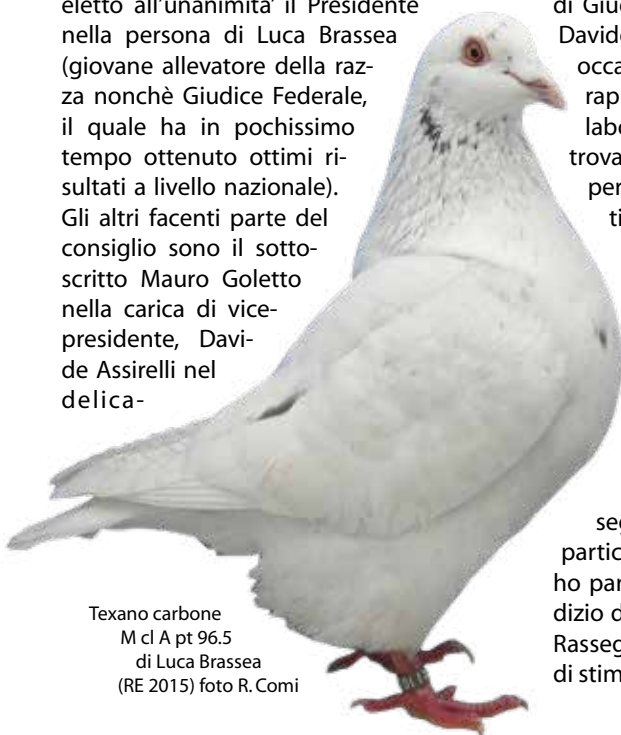 eletto all'unanimita' il Presidente
nella persona di Luca Brassea
(giovane allevatore della raz-
za nonchè Giudice Federale,
il quale ha in pochissimo
tempo ottenuto ottimi ri-
sultati a livello nazionale).
Gli altri facenti parte del
consiglio sono il sotto-
scritto Mauro Goletto
nella carica di vice-
presidente, Davi-
de Assirelli nel
delica-
Texano carbone
M cl A pt 96.5
di Luca Brassea
(RE 2015) foto R. Comi
di Giud
Davide
occa
rap
labo
trova
per
ti
seg
partic
ho par
dizio d
Rasseg
di stim